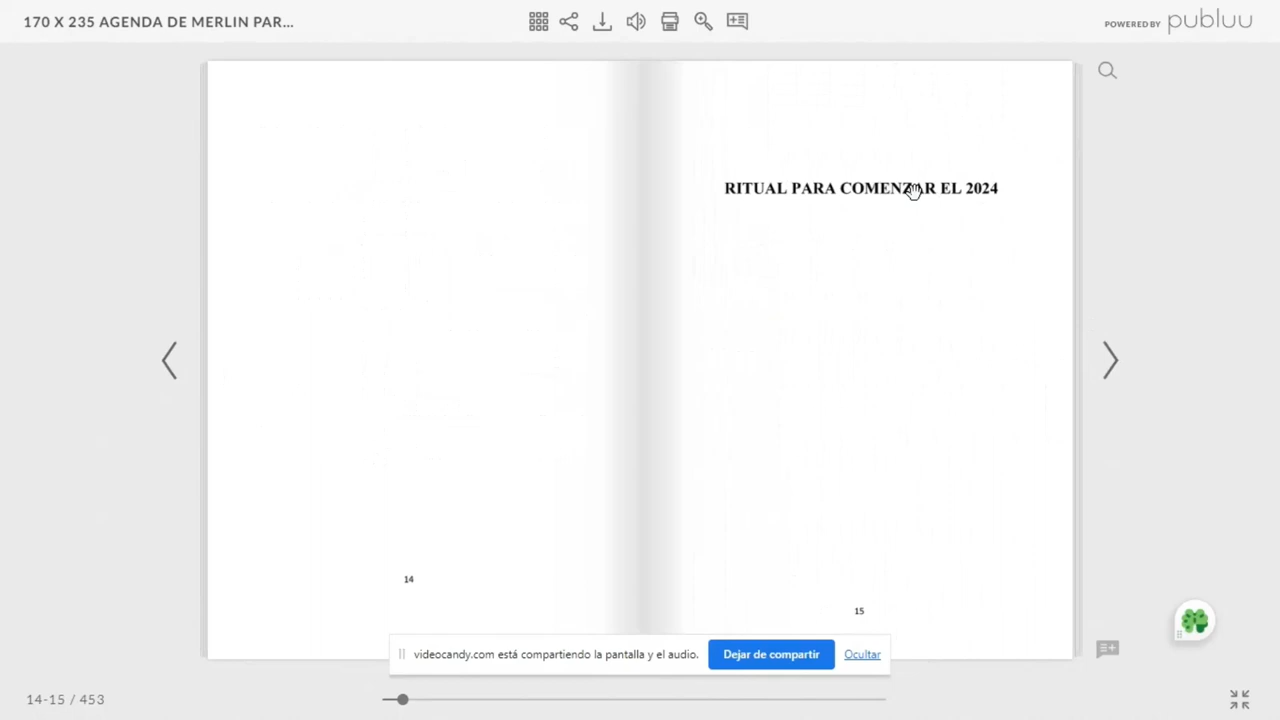 170 X 235 AGENDA DE MERLIN PAR...
POWERED BY publuu
RITUAL PARA COMENZAR EL 2024
14
15
videocandy.com está compartiendo la pantalla y el audio.
Dejar de compartir
Ocultar
14-15 / 453